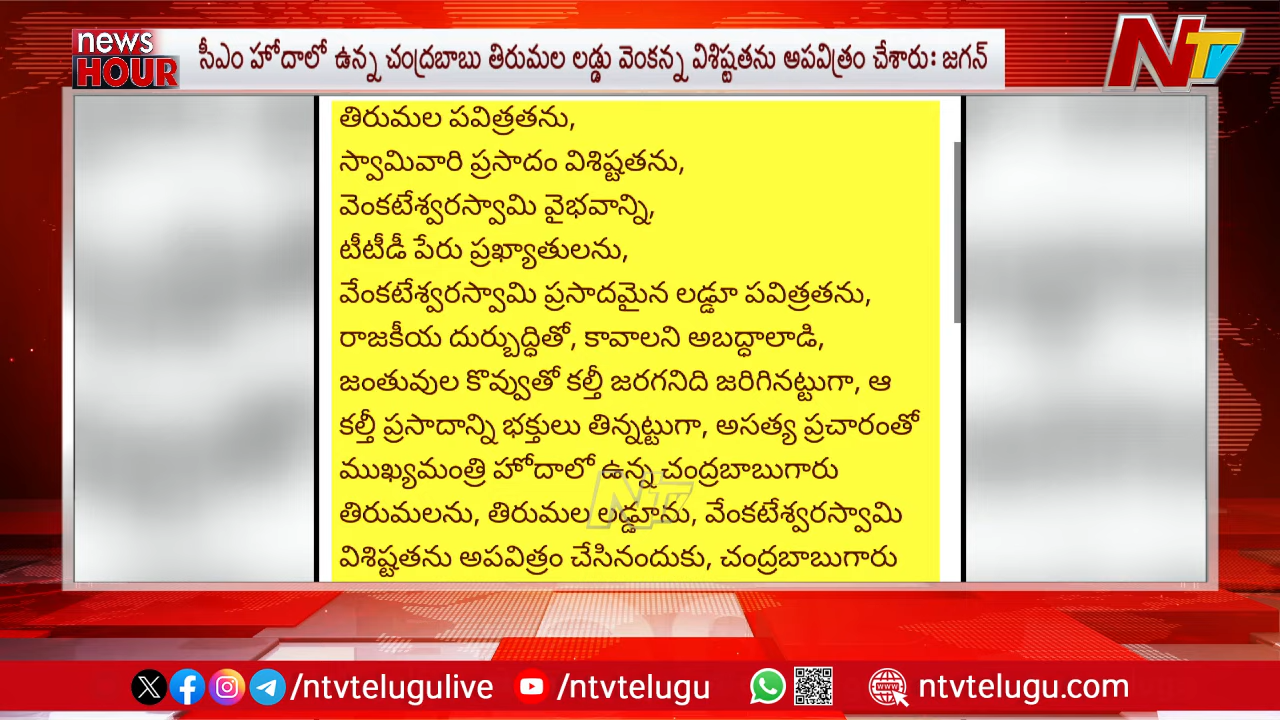 news
HOUR
సీఎం హోదాలో ఉన్న చంద్రబాబు తిరుమల లడ్డు వెంకన్న విశిష్టతను అపవిత్రం చేశారు: జగన్
NTV
తిరుమల పవిత్రతను,
స్వామివారి ప్రసాదం విశిష్టతను,
వెంకటేశ్వరస్వామి వైభవాన్ని,
టీటీడీ పేరు ప్రఖ్యాతులను,
వేంకటేశ్వరస్వామి ప్రసాదమైన లడ్డూ పవిత్రతను,
రాజకీయ దుర్బుద్ధితో, కావాలని అబద్ధాలాడి,
జంతువుల కొవ్వుతో కల్తీ జరగనిది జరిగినట్టుగా, ఆ
కల్తీ ప్రసాదాన్ని భక్తులు తిన్నట్టుగా, అసత్య ప్రచారంతో
ముఖ్యమంత్రి హోదాలో ఉన్న చంద్రబాబుగారు
తిరుమలను, తిరుమల లడ్డూను, వేంకటేశ్వరస్వామి
విశిష్టతను అపవిత్రం చేసినందుకు, చంద్రబాబుగారు
NTV
/ntvtelugulive /ntvtelugu www ntvtelugu.com